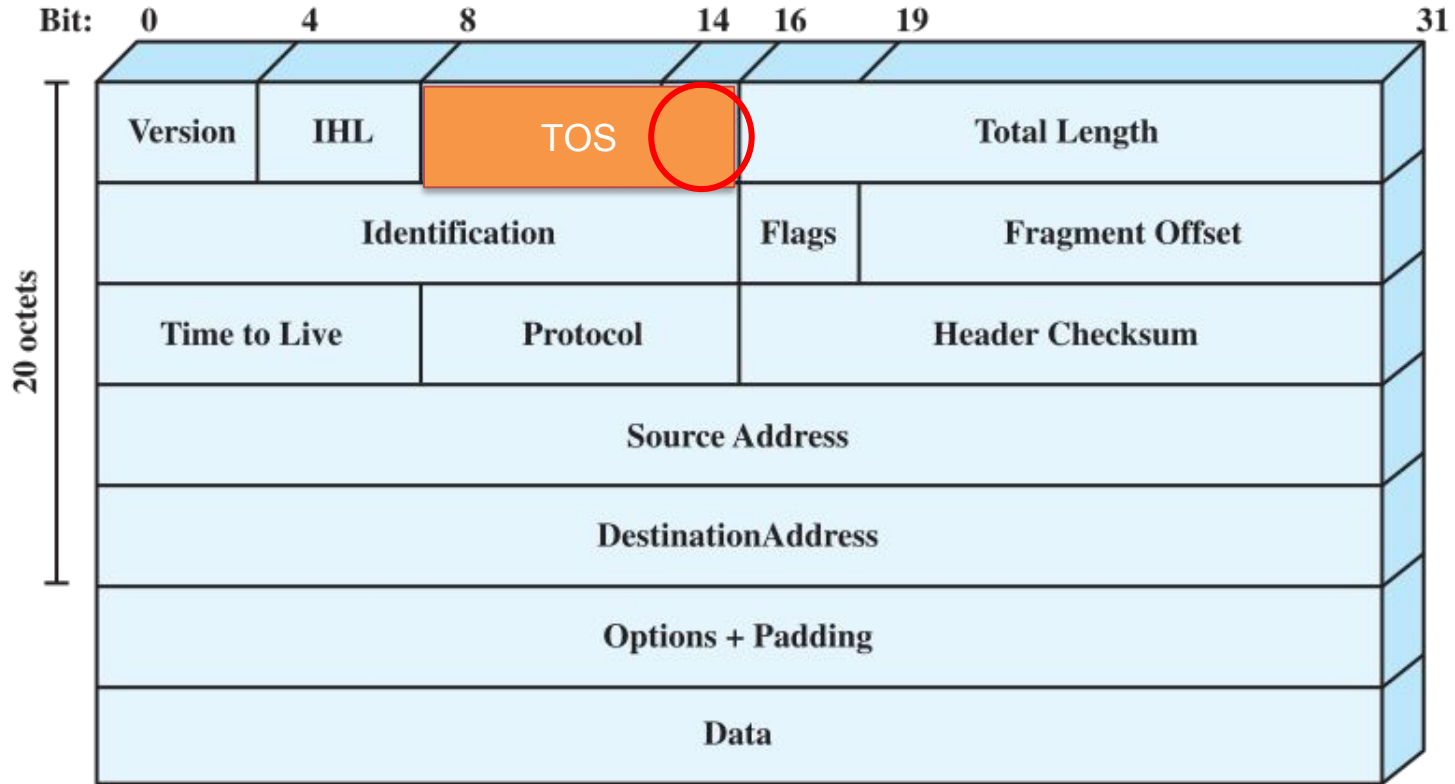 Bit: 0 4 8 14 16 19 31
Version IHL TOS Total Length
Identification Flags Fragment Offset
Time to Live Protocol Header Checksum
20 octets
Source Address
DestinationAddress
Options + Padding
Data